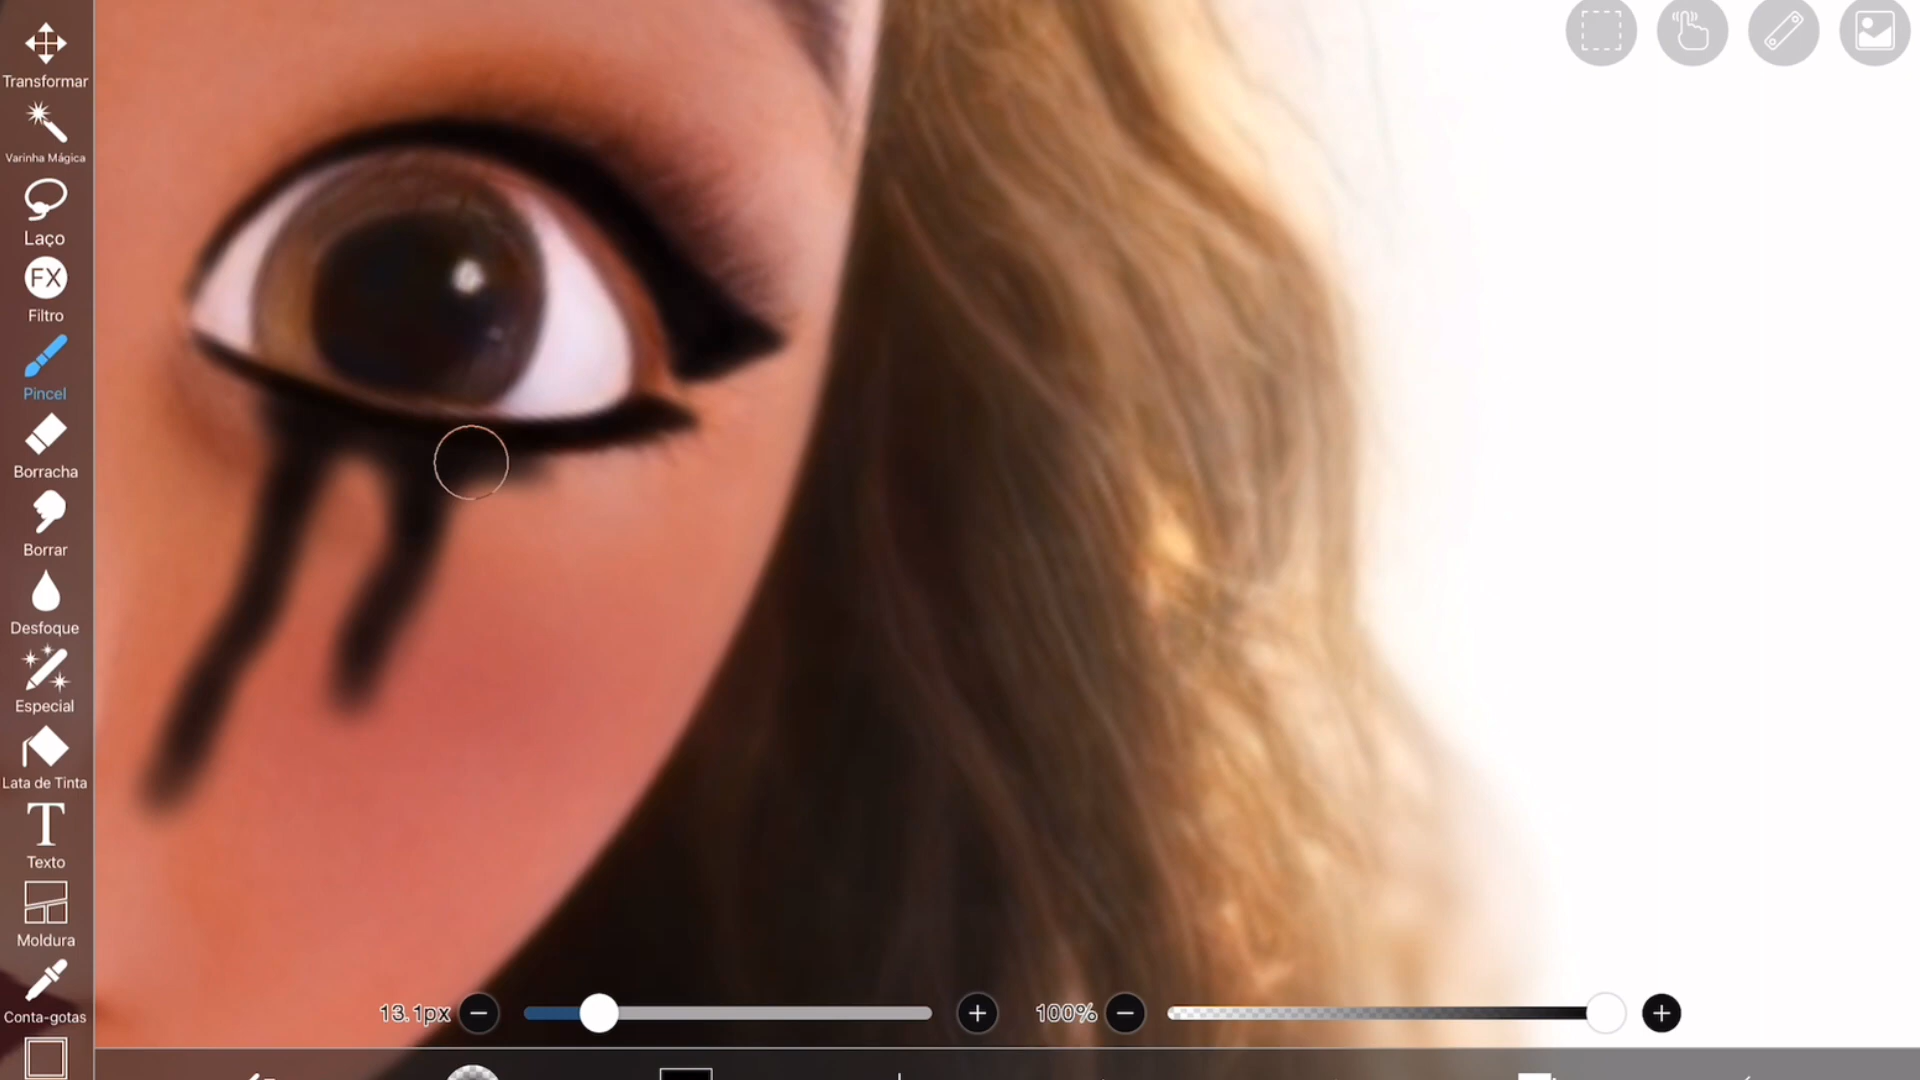 Transformar
Varinha Mágica
Laço
FX
Filtro
Pincel
Borracha
Borrar
Desfoque
Especial
Lata de Tinta
T
Texto
Moldura
Conta-gotas
13.1px
100%